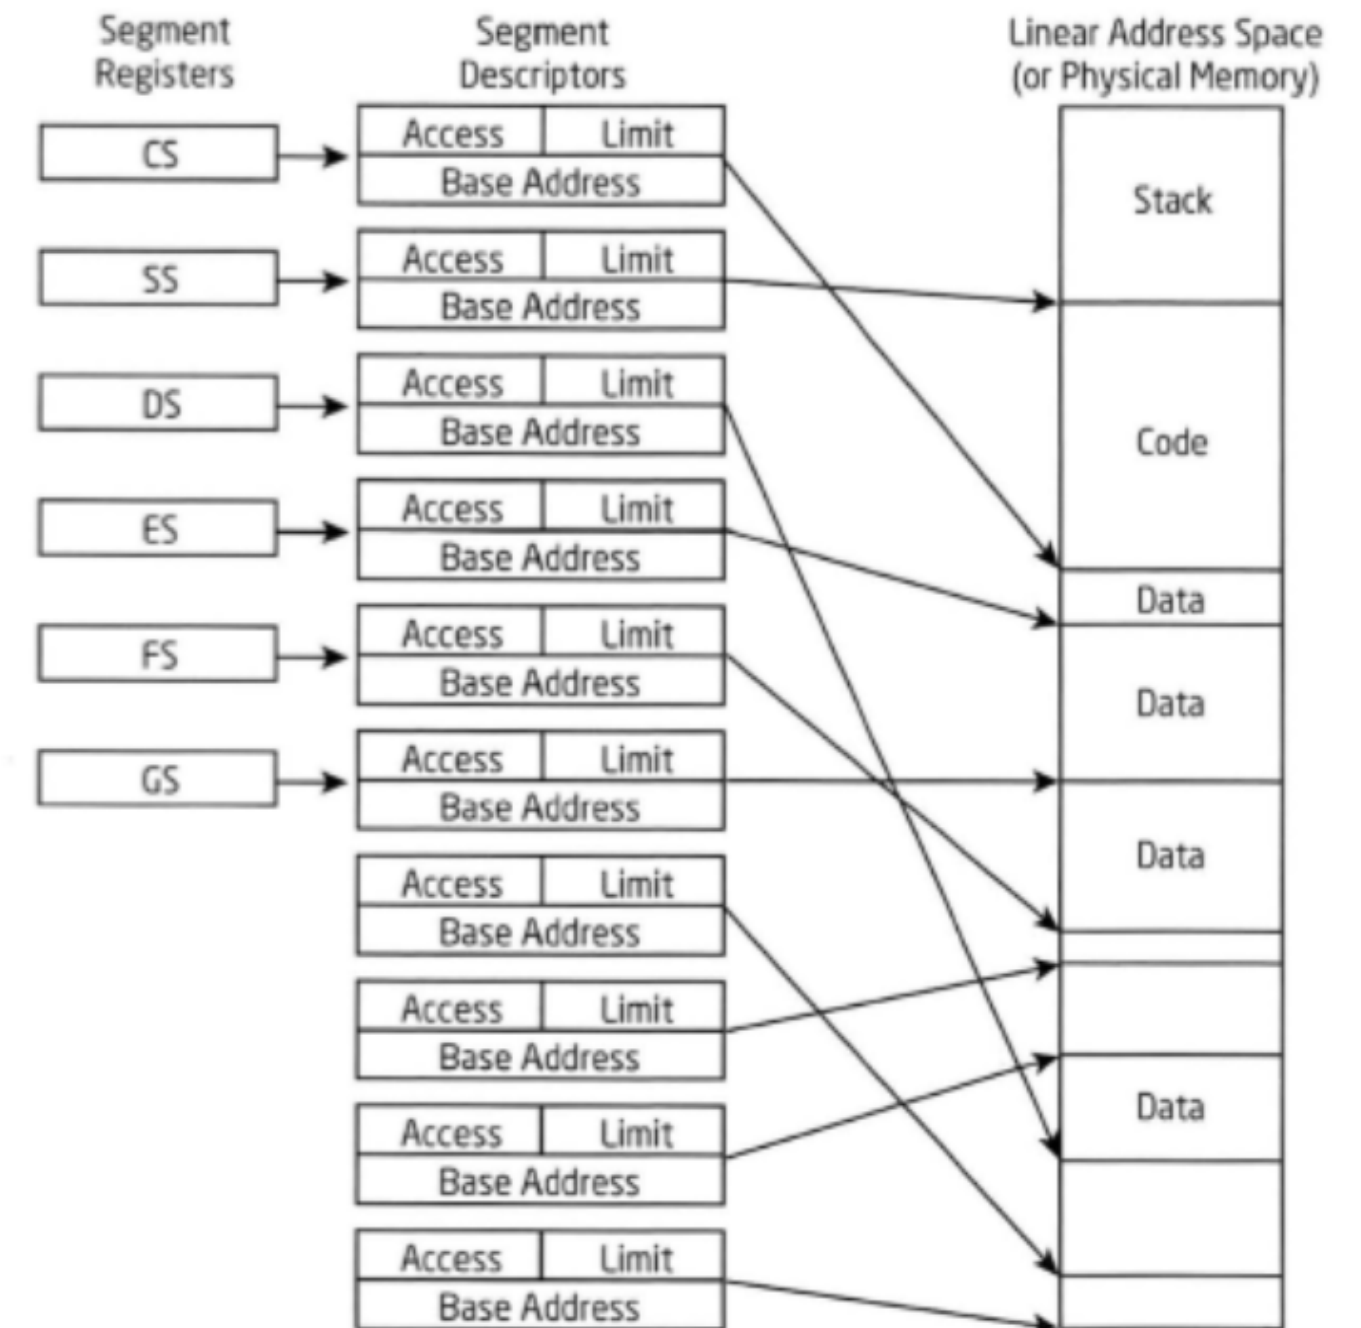 Segment
Registers
Segment
Descriptors
Linear Address Space
(or Physical Memory)
CS
Access Limit
Base Address
Stack
SS
Access Limit
Base Address
DS
Access Limit
Base Address
Code
ES
Access Limit
Base Address
Data
FS
Access Limit
Base Address
Data
GS
Access Limit
Base Address
Data
Access Limit
Base Address
Access Limit
Base Address
Data
Access Limit
Base Address
Access Limit
Base Address